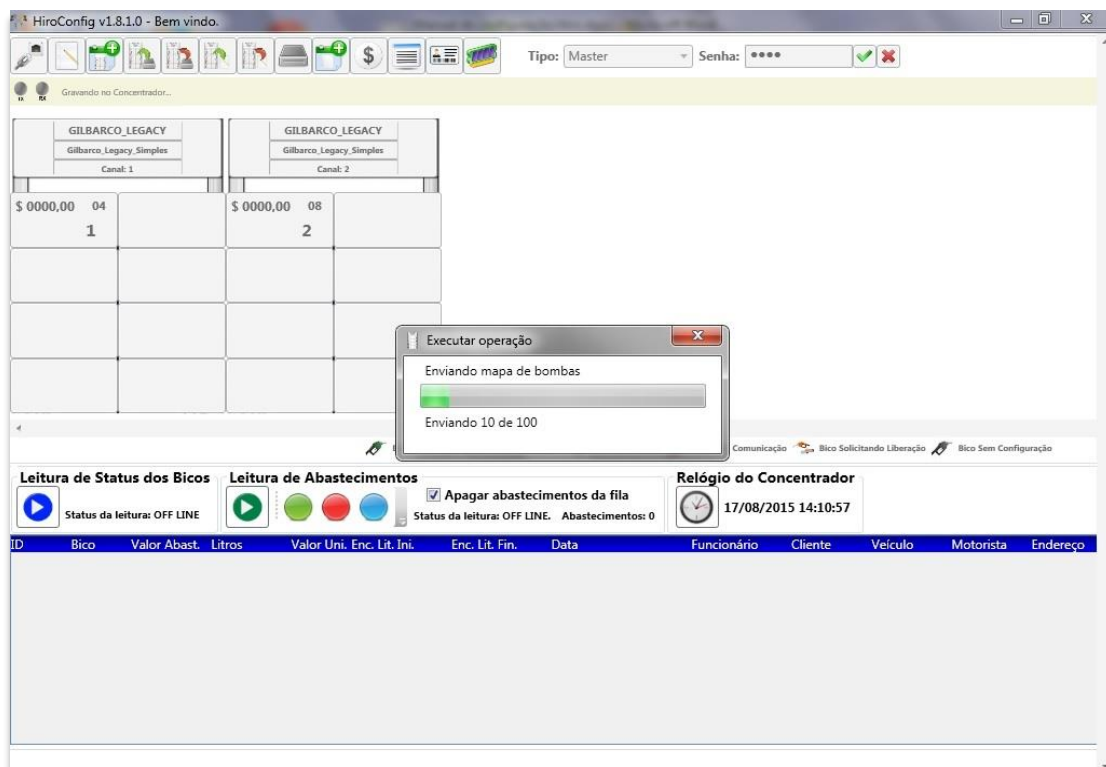 HiroConfig v1.8.1.0 - Bem vindo.
$
Tipo: Master Senha: ••••
TX RX Gravando no Concentrador...
GILBARCO_LEGACY GILBARCO_LEGACY
Gilbarco_Legacy_Simples Gilbarco_Legacy_Simples
Canal: 1 Canal: 2
$ 0000,00 04 $ 0000,00 08
1 2
Executar operação
Enviando mapa de bombas
Enviando 10 de 100
Comunicação Bico Solicitando Liberação Bico Sem Configuração
Leitura de Status dos Bicos Leitura de Abastecimentos Relógio do Concentrador
Apagar abastecimentos da fila
Status da leitura: OFF LINE Status da leitura: OFF LINE. Abastecimentos: 0 17/08/2015 14:10:57
ID Bico Valor Abast. Litros Valor Uni. Enc. Lit. Ini. Enc. Lit. Fin. Data Funcionário Cliente Veículo Motorista Endereço